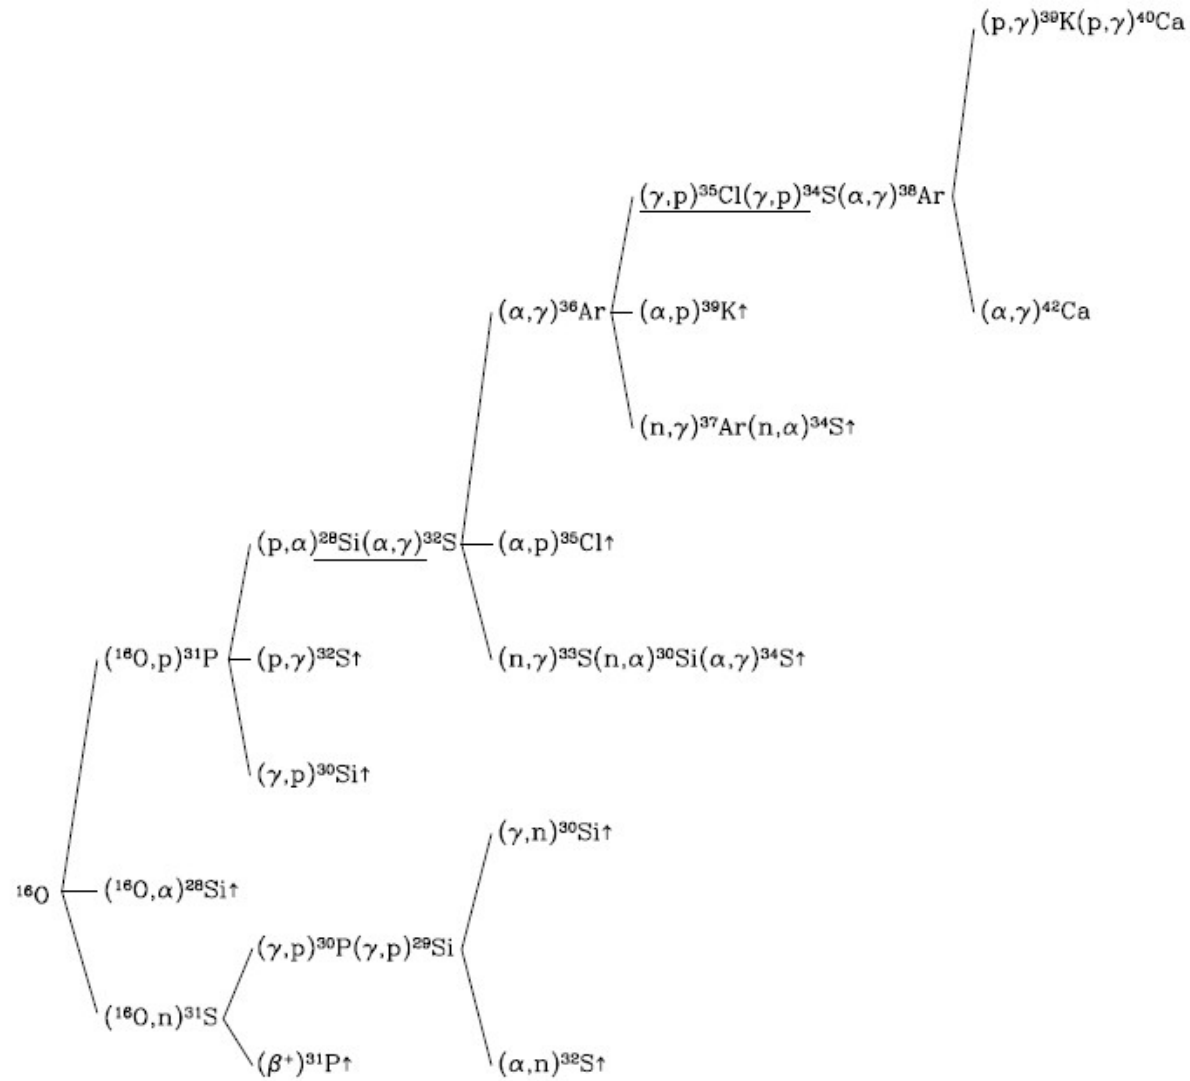 (p,γ)³⁹K(p,γ)⁴⁰Ca
(γ,p)³⁵Cl(γ,p)³⁴S(α,γ)³⁸Ar
(α,γ)³⁶Ar
(α,p)³⁹K↑
(α,γ)⁴²Ca
(n,γ)³⁷Ar(n,α)³⁴S↑
(p,α)²⁸Si(α,γ)³²S
(α,p)³⁵Cl↑
(¹⁶O,p)³¹P
(p,γ)³²S↑
(n,γ)³³S(n,α)³⁰Si(α,γ)³⁴S↑
(γ,p)³⁰Si↑
(γ,n)³⁰Si↑
¹⁶O
(¹⁶O,α)²⁸Si↑
(γ,p)³⁰P(γ,p)²⁹Si
(¹⁶O,n)³¹S
(β⁺)³¹P↑
(α,n)³²S↑